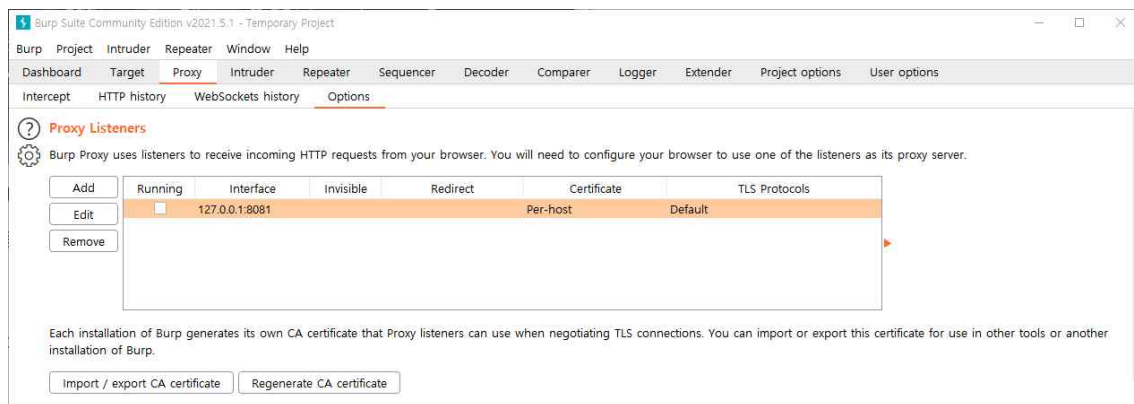 Burp Suite Community Edition v2021.5.1 - Temporary Project
Burp Project Intruder Repeater Window Help
Dashboard Target Proxy Intruder Repeater Sequencer Decoder Comparer Logger Extender Project options User options
Intercept HTTP history WebSockets history Options
? Proxy Listeners
Burp Proxy uses listeners to receive incoming HTTP requests from your browser. You will need to configure your browser to use one of the listeners as its proxy server.
Add Running Interface Invisible Redirect Certificate TLS Protocols
127.0.0.1:8081 Per-host Default
Edit
Remove
Each installation of Burp generates its own CA certificate that Proxy listeners can use when negotiating TLS connections. You can import or export this certificate for use in other tools or another
installation of Burp.
Import / export CA certificate Regenerate CA certificate